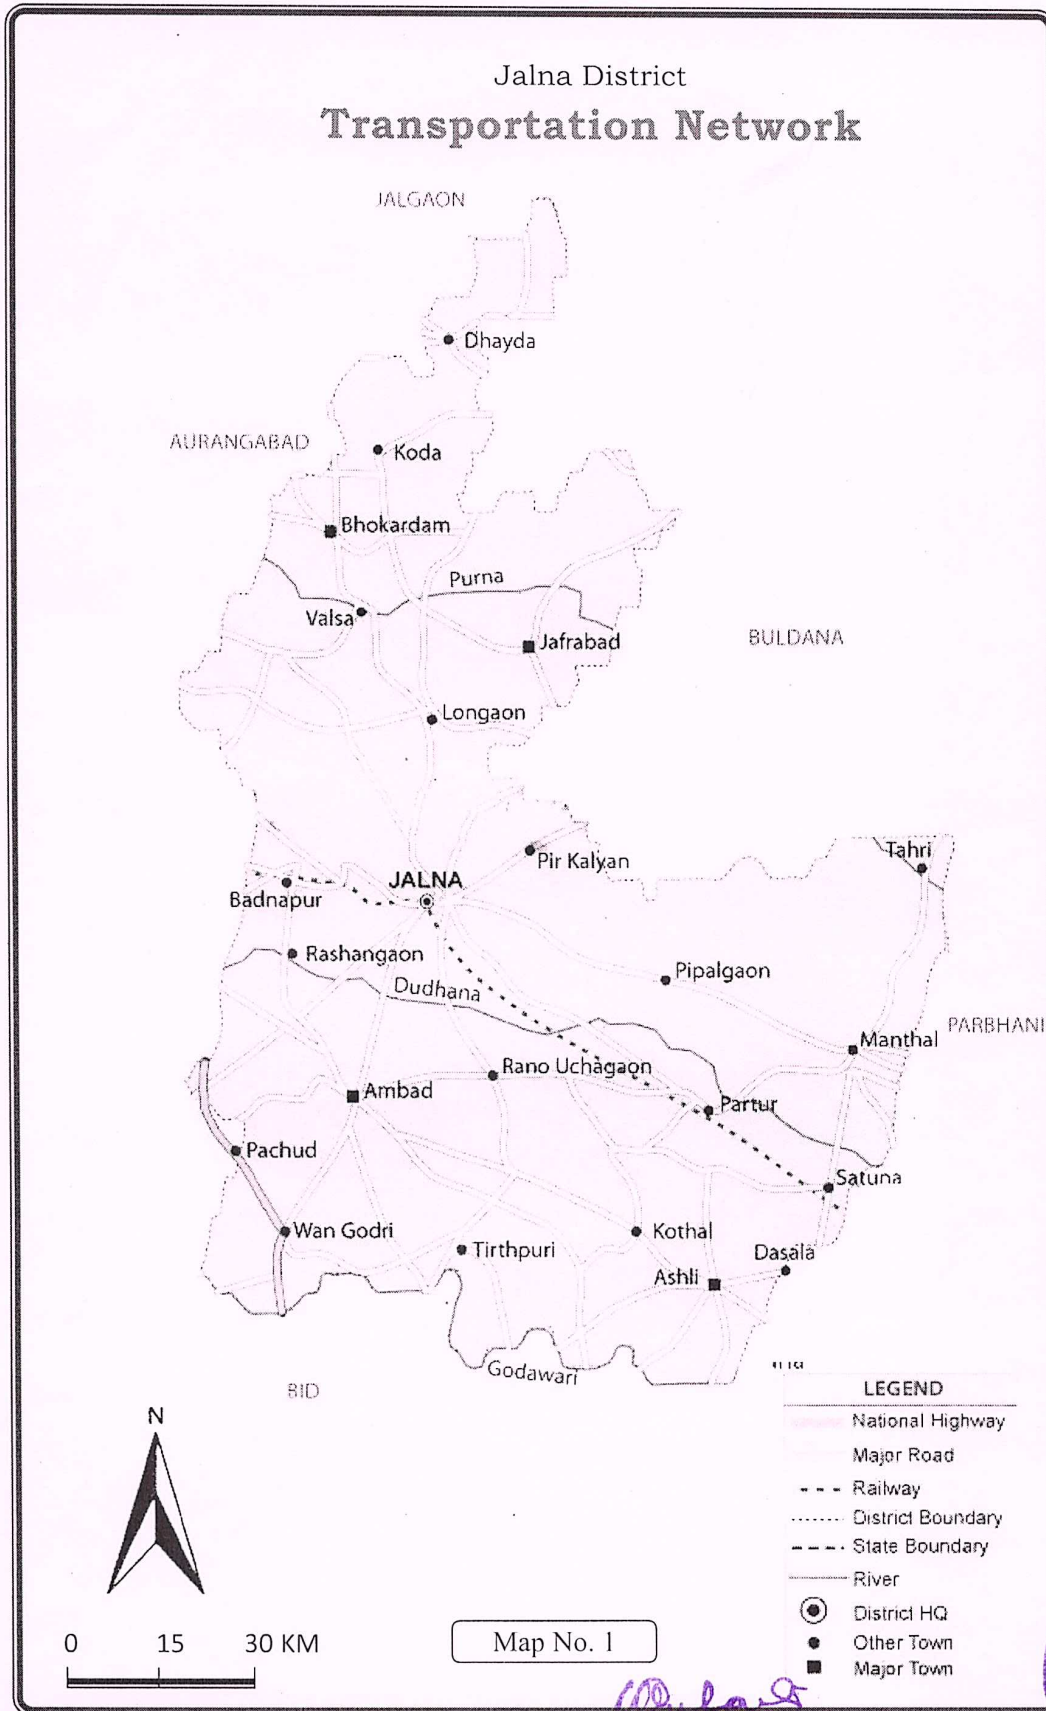 Jalna District
Transportation Network
JALGAON
Dhayda
AURANGABAD
Koda
Bhokardam
Purna
Valsa
Jafrabad
BULDANA
Longaon
Pir Kalyan
Tahri
JALNA
Badnapur
Rashangaon
Dudhana
Pipalgaon
PARBHANI
Manthal
Rano Uchagaon
Ambad
Partur
Pachud
Satuna
Wan Godri
Kothal
Tirthpuri
Dasala
Ashli
Godawari
BID
LEGEND
National Highway
Major Road
Railway
District Boundary
State Boundary
River
District HQ
Other Town
Major Town
N
0 15 30 KM
Map No. 1